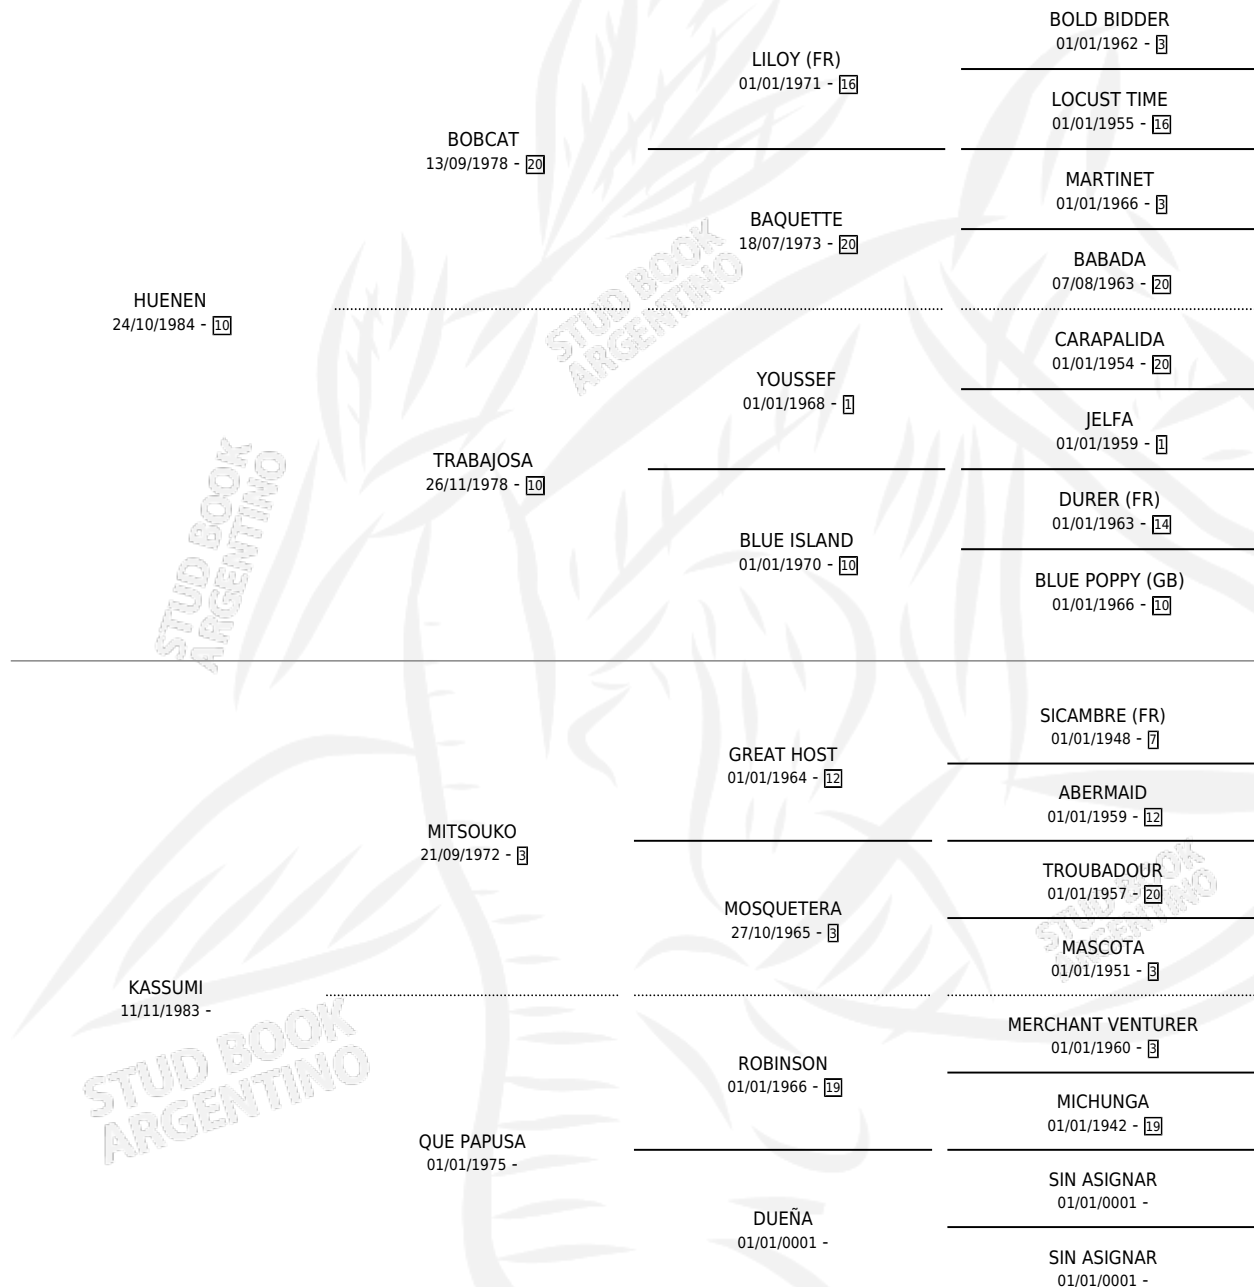 BOLD BIDDER
01/01/1962 - 3
LILOY (FR)
01/01/1971 - 16
LOCUST TIME
01/01/1955 - 16
BOBCAT
13/09/1978 - 20
MARTINET
01/01/1966 - 3
BAQUETTE
18/07/1973 - 20
BABADA
07/08/1963 - 20
HUENEN
24/10/1984 - 10
CARAPALIDA
01/01/1954 - 20
YOUSSEF
01/01/1968 - 1
JELFA
01/01/1959 - 1
TRABAJOSA
26/11/1978 - 10
DURER (FR)
01/01/1963 - 14
BLUE ISLAND
01/01/1970 - 10
BLUE POPPY (GB)
01/01/1966 - 10
SICAMBRE (FR)
01/01/1948 - 7
GREAT HOST
01/01/1964 - 12
ABERMAID
01/01/1959 - 12
MITSOUKO
21/09/1972 - 3
TROUBADOUR
01/01/1957 - 20
MOSQUETERA
27/10/1965 - 3
MASCOTA
01/01/1951 - 3
KASSUMI
11/11/1983 -
MERCHANT VENTURER
01/01/1960 - 3
ROBINSON
01/01/1966 - 19
MICHUNGA
01/01/1942 - 19
QUE PAPUSA
01/01/1975 -
SIN ASIGNAR
01/01/0001 -
DUEÑA
01/01/0001 -
SIN ASIGNAR
01/01/0001 -
STUD BOOK
ARGENTINO
STUD BOOK
ARGENTINO
STUD BOOK
ARGENTINO
STUD BOOK
ARGENTINO